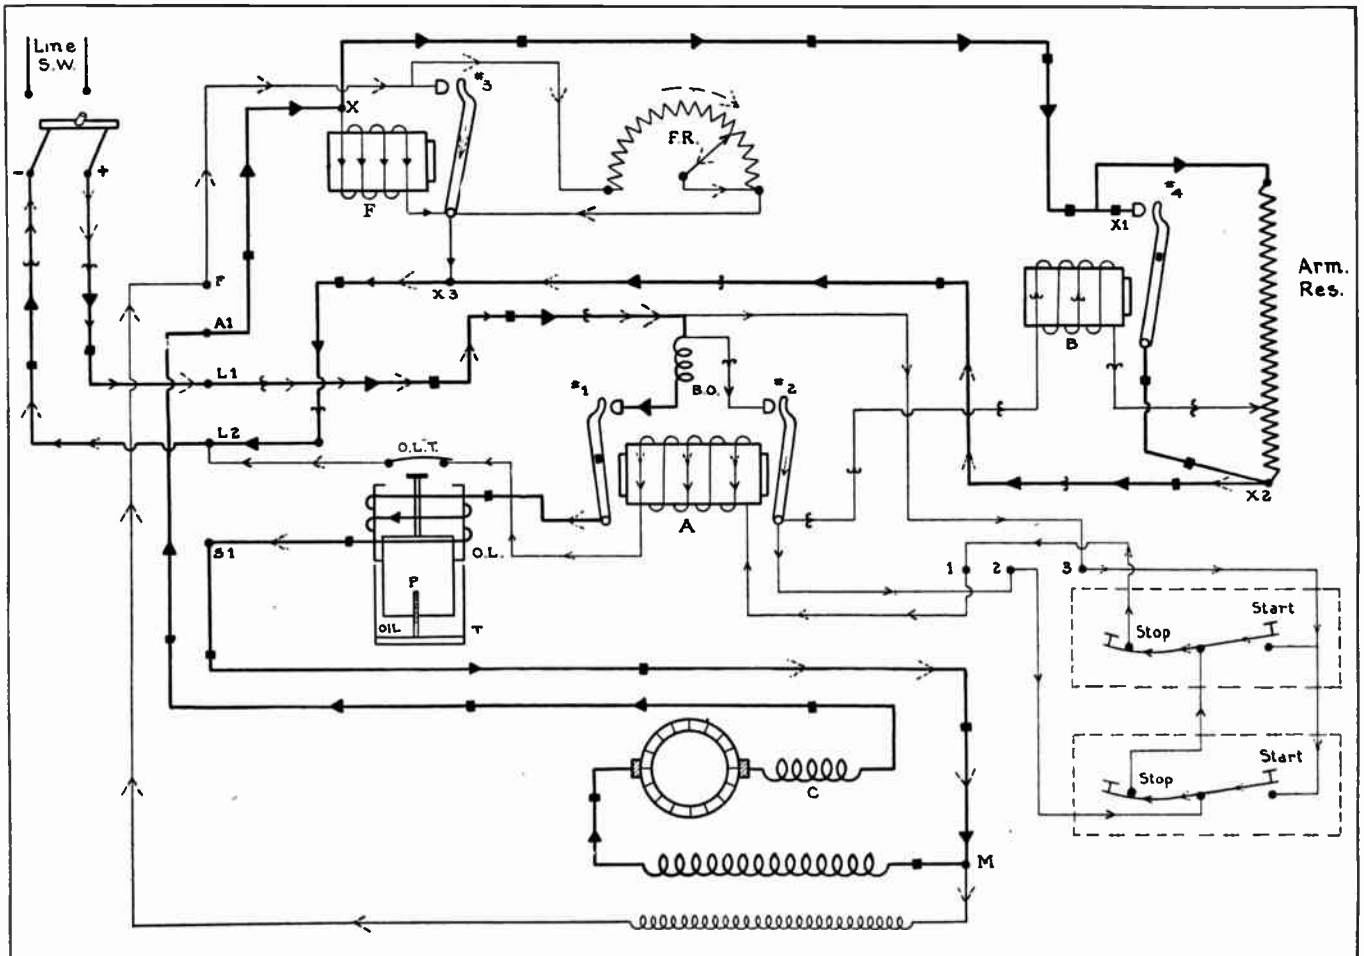 Line
S.W.
- +
X
#3
F.R.
F
#4
X1
Arm.
Res.
F
X3
B
A1
L1
#1
B.O.
#2
L2
O.L.T.
X2
A
S1
O.L.
P
OIL
T
1 2 3
Start
Stop
Start
Stop
C
M